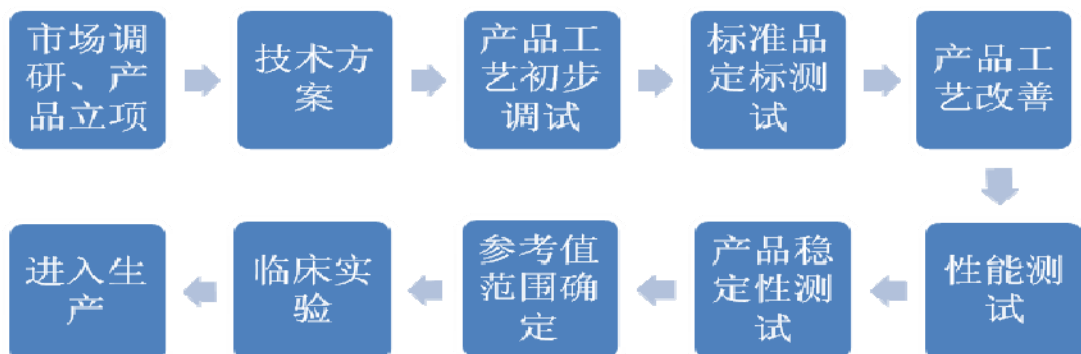 市场调
研、产
品立项
技术方
案
产品工
艺初步
调试
标准品
定标测
试
产品工
艺改善
性能测
试
产品稳
定性测
试
参考值
范围确
定
临床实
验
进入生
产